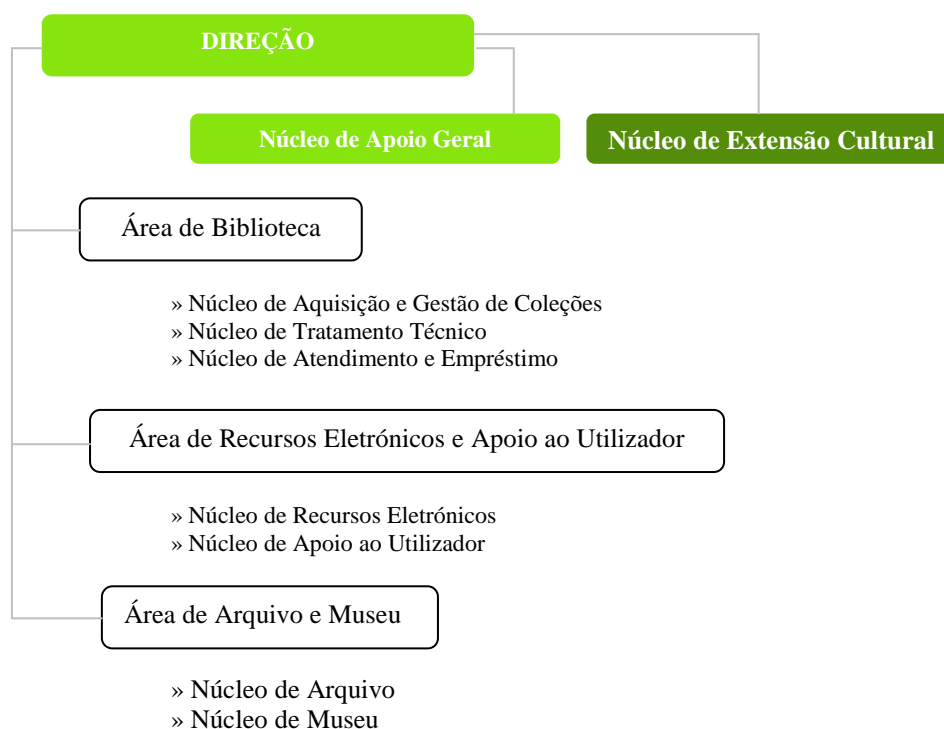 DIREÇÃO
Núcleo de Apoio Geral
Núcleo de Extensão Cultural
Área de Biblioteca
» Núcleo de Aquisição e Gestão de Coleções
» Núcleo de Tratamento Técnico
» Núcleo de Atendimento e Empréstimo
Área de Recursos Eletrónicos e Apoio ao Utilizador
» Núcleo de Recursos Eletrónicos
» Núcleo de Apoio ao Utilizador
Área de Arquivo e Museu
» Núcleo de Arquivo
» Núcleo de Museu